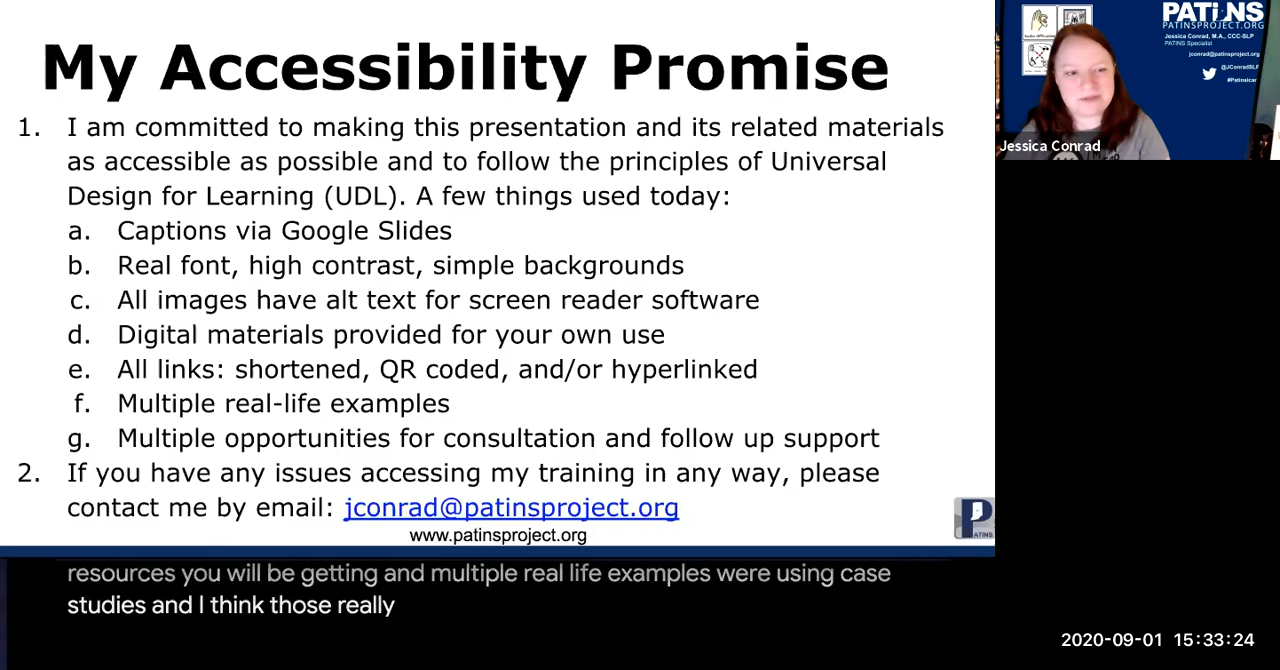 My Accessibility Promise
1. I am committed to making this presentation and its related materials
as accessible as possible and to follow the principles of Universal
Design for Learning (UDL). A few things used today:
a. Captions via Google Slides
b. Real font, high contrast, simple backgrounds
c. All images have alt text for screen reader software
d. Digital materials provided for your own use
e. All links: shortened, QR coded, and/or hyperlinked
f. Multiple real-life examples
g. Multiple opportunities for consultation and follow up support
2. If you have any issues accessing my training in any way, please
contact me by email: jconrad@patinsproject.org
www.patinsproject.org
PATINS
resources you will be getting and multiple real life examples were using case
studies and I think those really
PATINS
PATINSPROJECT.ORG
Jessica Conrad, M.A., CCC-SLP
PATINS Specialist
jconrad@patinsproject.org
@JConradSLP
#PatinsIcam
Jessica Conrad
2020-09-01 15:33:24